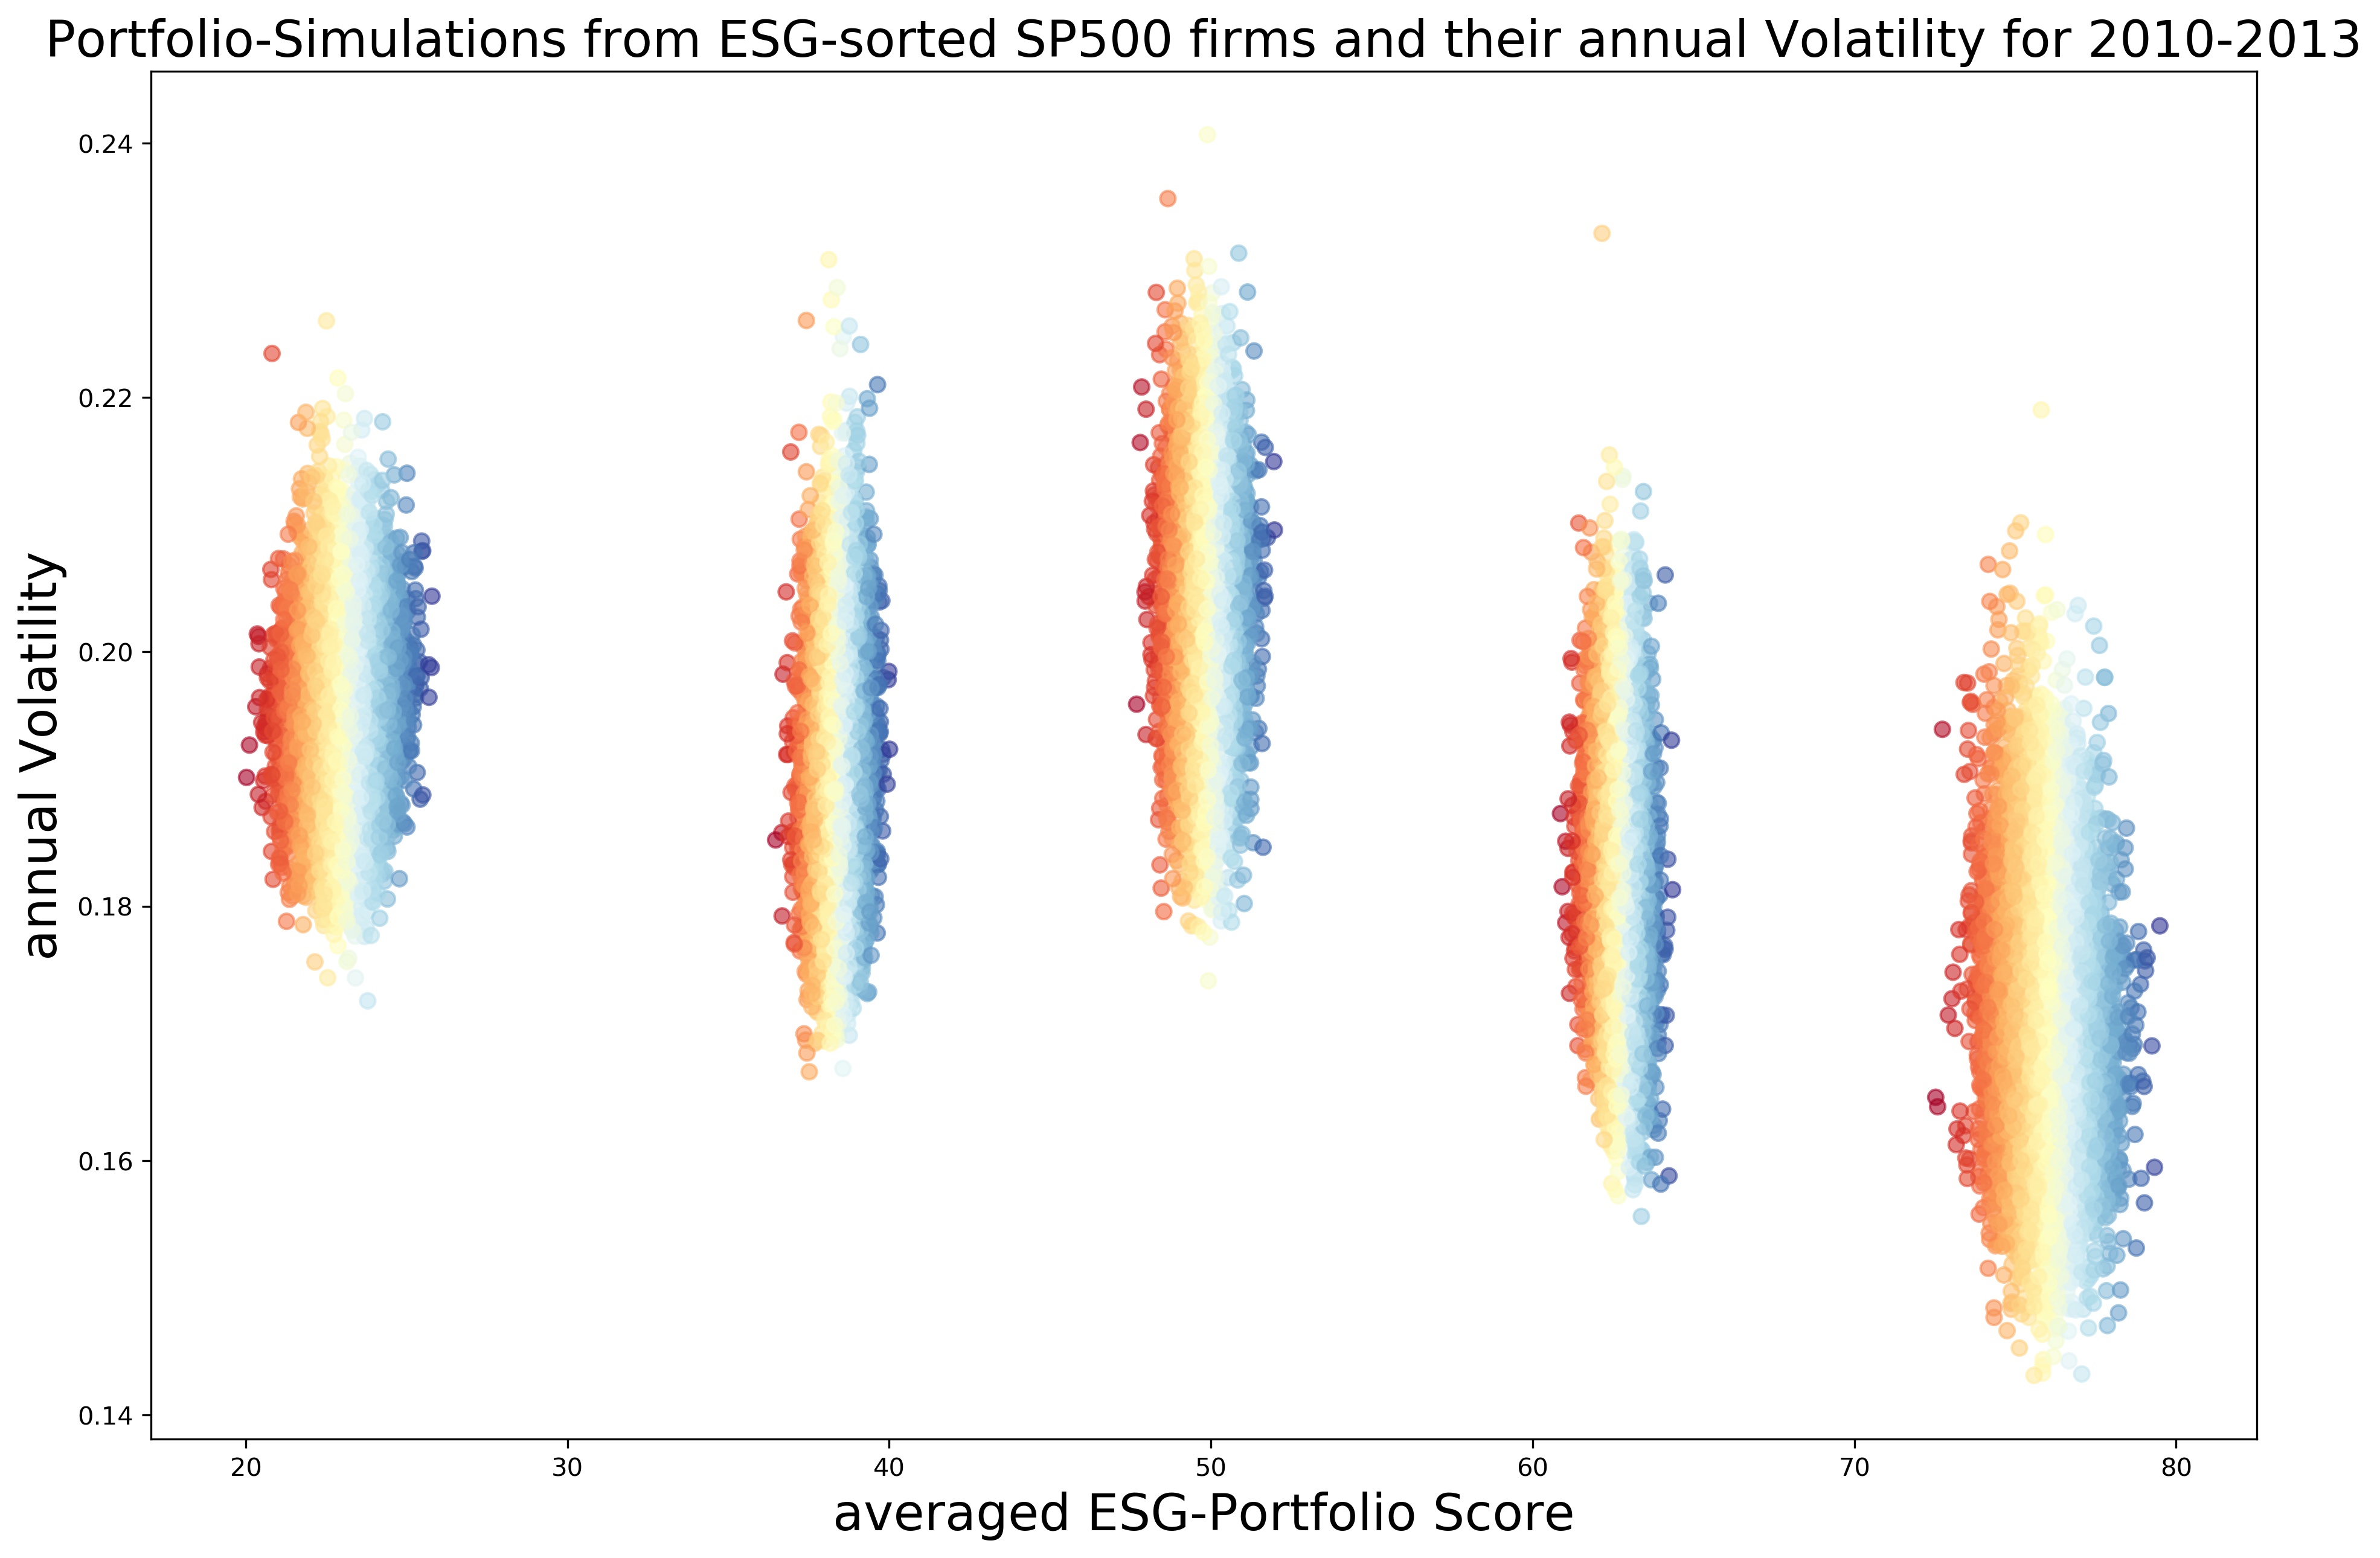 Portfolio-Simulations from ESG-sorted SP500 firms and their annual Volatility for 2010-2013
annual Volatility
0.24
0.22
0.20
0.18
0.16
0.14
20 30 40 50 60 70 80
averaged ESG-Portfolio Score